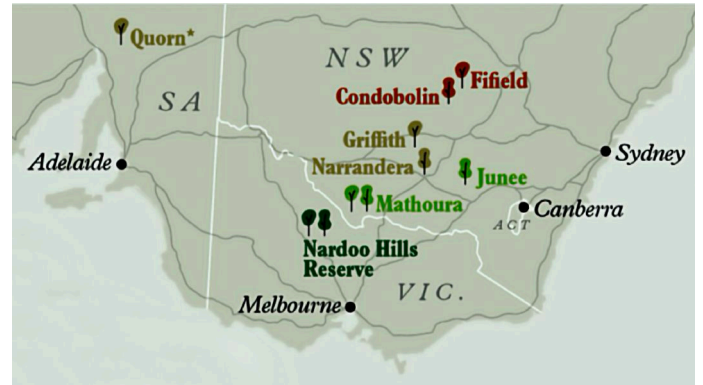 Quorn*
NSW
SA
Fifield
Condobolin
Griffith
Narrandera
Adelaide
Sydney
Junee
Mathoura
Canberra
ACT
Nardoo Hills
Reserve
VIC.
Melbourne